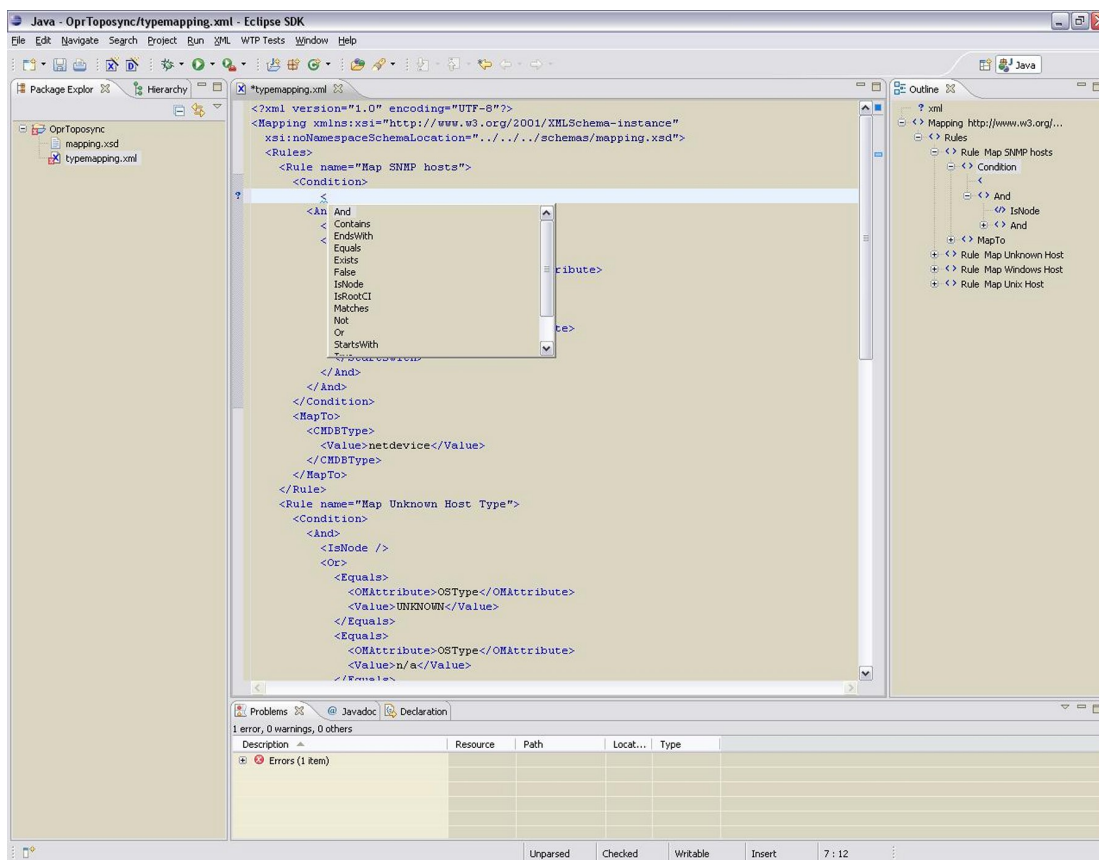 Java - OprToposync/typemapping.xml - Eclipse SDK
File Edit Navigate Search Project Run XML WTP Tests Window Help
Java
Package Explor
Hierarchy
OprToposync
mapping.xsd
typemapping.xml
*typemapping.xml
<?xml version="1.0" encoding="UTF-8"?>
<Mapping xmlns:xsi="http://www.w3.org/2001/XMLSchema-instance"
xsi:noNamespaceSchemaLocation="../../../schemas/mapping.xsd">
<Rules>
<Rule name="Map SNMP hosts">
<Condition>
<
<An
<
<
And
Contains
EndsWith
Equals
Exists
False
IsNode
IsRootCI
Matches
Not
Or
StartsWith
True
ribute>
te>
</StartsWith>
</And>
</And>
</Condition>
<MapTo>
<CMDBType>
<Value>netdevice</Value>
</CMDBType>
</MapTo>
</Rule>
<Rule name="Map Unknown Host Type">
<Condition>
<And>
<IsNode />
<Or>
<Equals>
<OMAttribute>OSType</OMAttribute>
<Value>UNKNOWN</Value>
</Equals>
<Equals>
<OMAttribute>OSType</OMAttribute>
<Value>n/a</Value>
</Equals>
Outline
? xml
Mapping http://www.w3.org/...
Rules
Rule Map SNMP hosts
Condition
<
And
IsNode
And
MapTo
Rule Map Unknown Host
Rule Map Windows Host
Rule Map Unix Host
Problems
@ Javadoc
Declaration
1 error, 0 warnings, 0 others
Description Resource Path Locat... Type
Errors (1 item)
Unparsed Checked Writable Insert 7 : 12